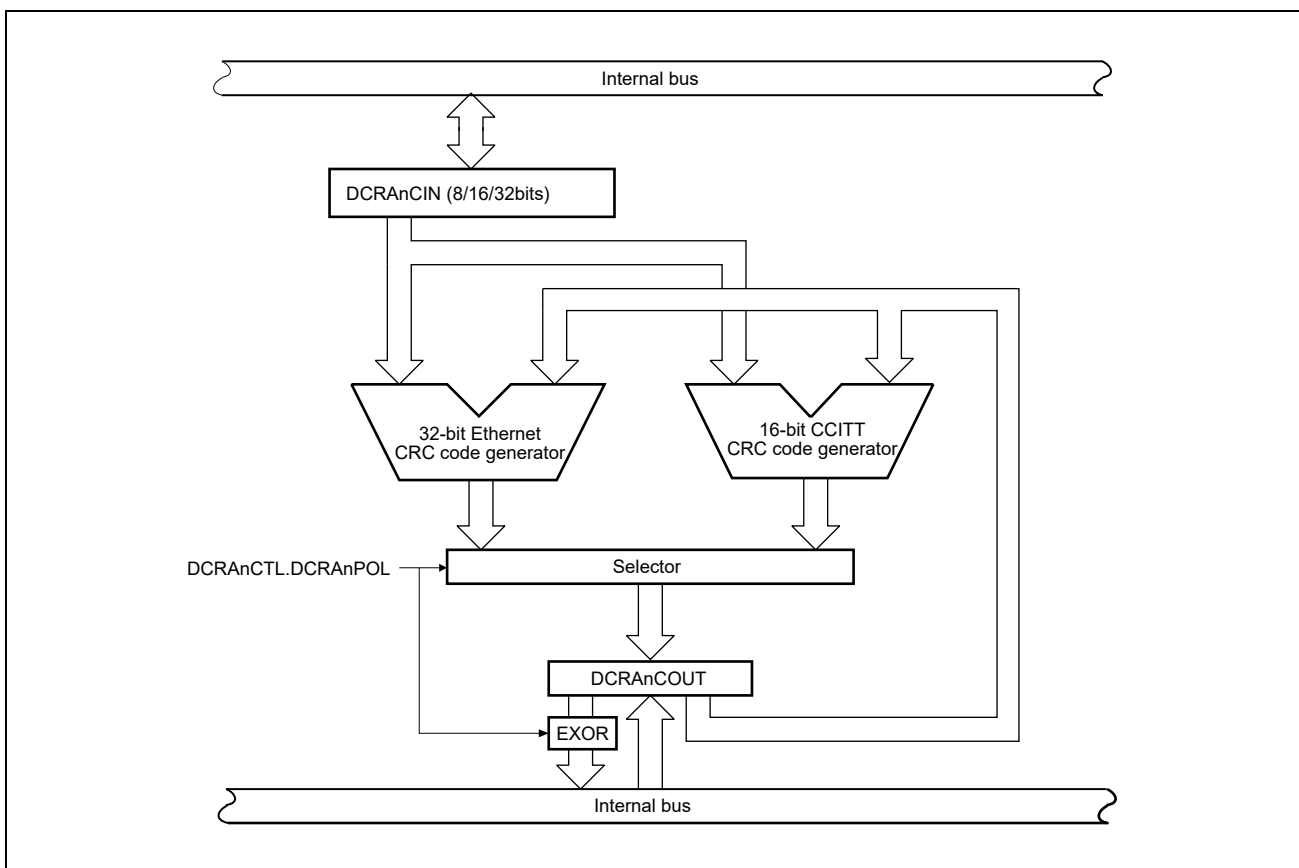 Internal bus
DCRAnCIN (8/16/32bits)
32-bit Ethernet
CRC code generator
16-bit CCITT
CRC code generator
DCRAnCTL.DCRAnPOL
Selector
DCRAnCOUT
EXOR
Internal bus